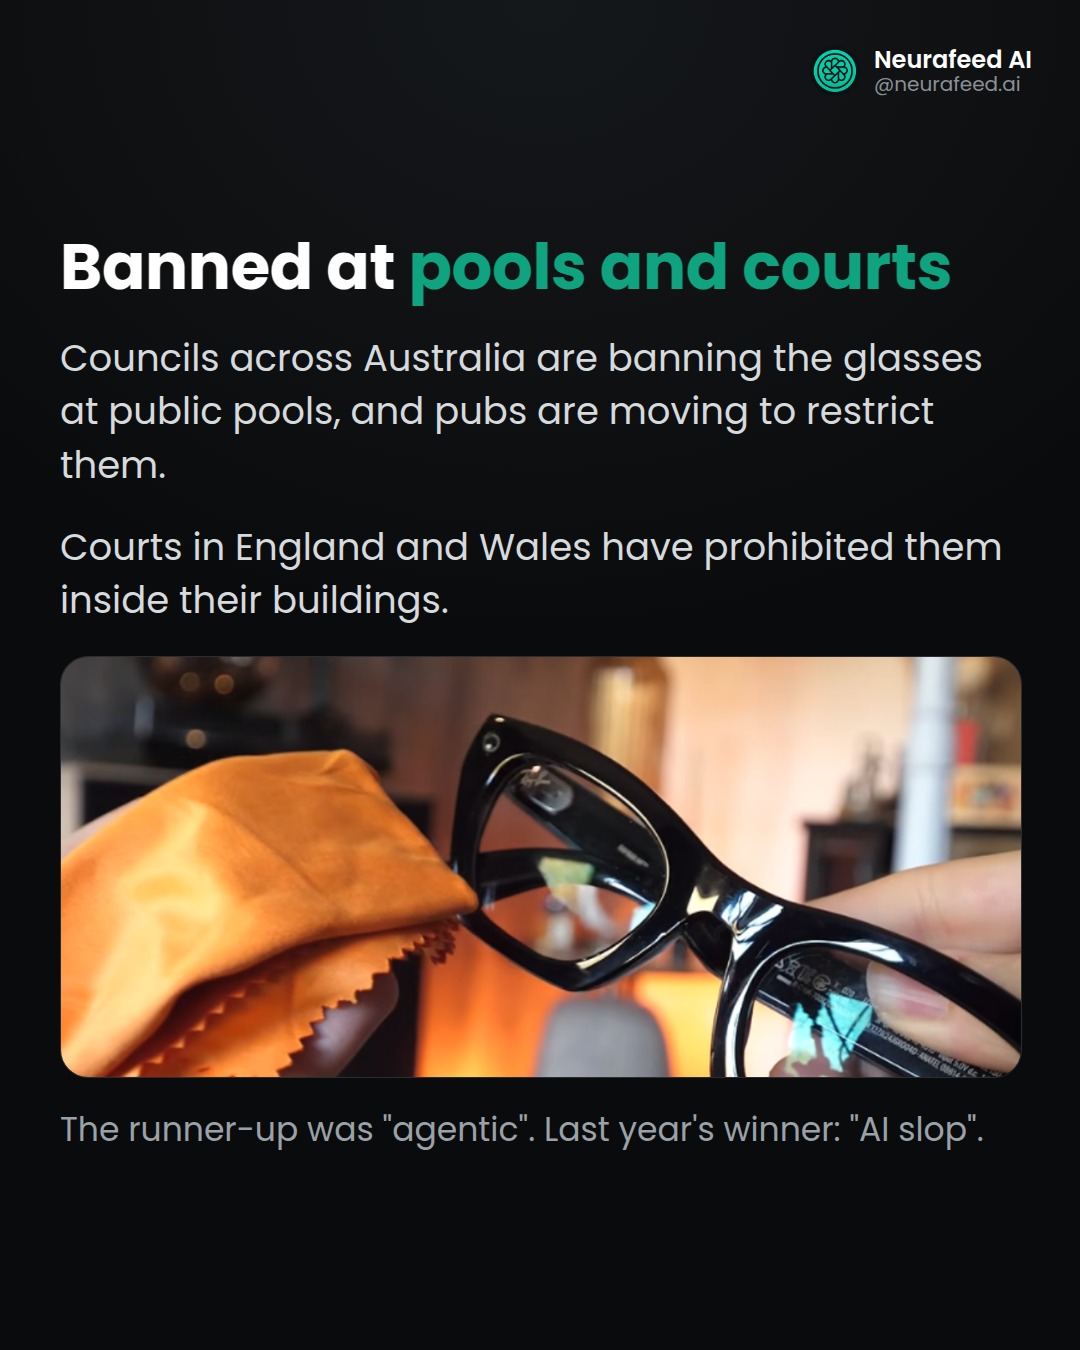 Neurafeed AI
@neurafeed.ai
Banned at pools and courts
Councils across Australia are banning the glasses
at public pools, and pubs are moving to restrict
them.
Courts in England and Wales have prohibited them
inside their buildings.
The runner-up was "agentic". Last year's winner: "AI slop".